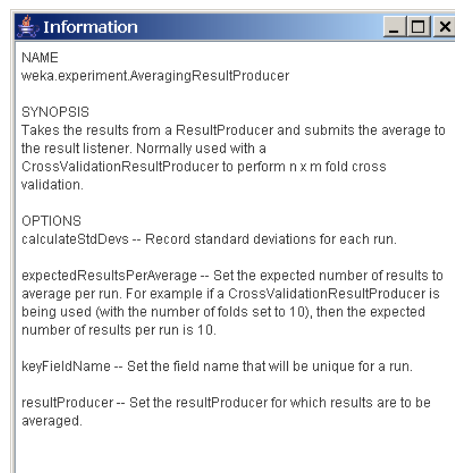 Information
NAME
weka.experiment.AveragingResultProducer
SYNOPSIS
Takes the results from a ResultProducer and submits the average to
the result listener. Normally used with a
CrossValidationResultProducer to perform n x m fold cross
validation.
OPTIONS
calculateStdDevs -- Record standard deviations for each run.
expectedResultsPerAverage -- Set the expected number of results to
average per run. For example if a CrossValidationResultProducer is
being used (with the number of folds set to 10), then the expected
number of results per run is 10.
keyFieldName -- Set the field name that will be unique for a run.
resultProducer -- Set the resultProducer for which results are to be
averaged.